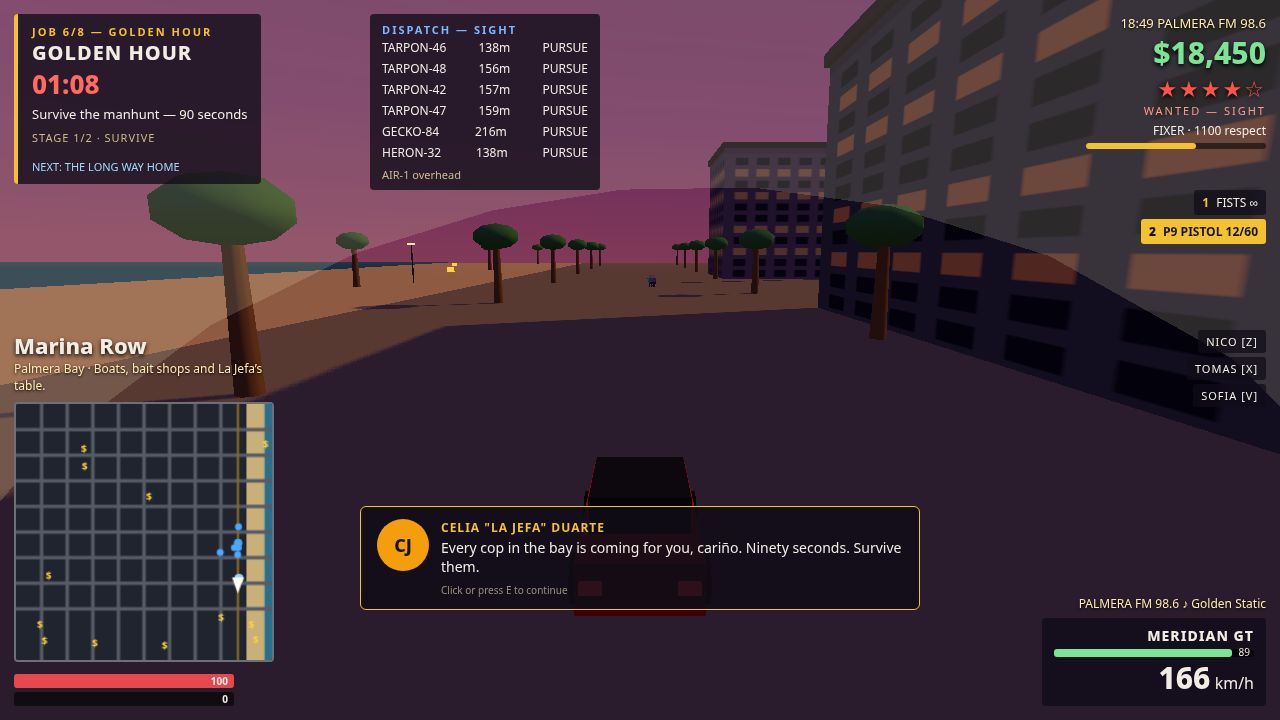 JOB 6/8 — GOLDEN HOUR
GOLDEN HOUR
01:08
Survive the manhunt — 90 seconds
STAGE 1/2 · SURVIVE
NEXT: THE LONG WAY HOME
DISPATCH — SIGHT
TARPON-46 138m PURSUE
TARPON-48 156m PURSUE
TARPON-42 157m PURSUE
TARPON-47 159m PURSUE
GECKO-84 216m PURSUE
HERON-32 138m PURSUE
AIR-1 overhead
18:49 PALMERA FM 98.6
$18,450
★★★★☆
WANTED — SIGHT
FIXER · 1100 respect
1 FISTS ∞
2 P9 PISTOL 12/60
NICO [Z]
TOMAS [X]
SOFIA [V]
Marina Row
Palmera Bay · Boats, bait shops and La Jefa's
table.
$
$
$
$
$
$
$
$
$
$
$
$
100
0
CJ
CELIA "LA JEFA" DUARTE
Every cop in the bay is coming for you, cariño. Ninety seconds. Survive
them.
Click or press E to continue
PALMERA FM 98.6 ♪ Golden Static
MERIDIAN GT
89
166 km/h